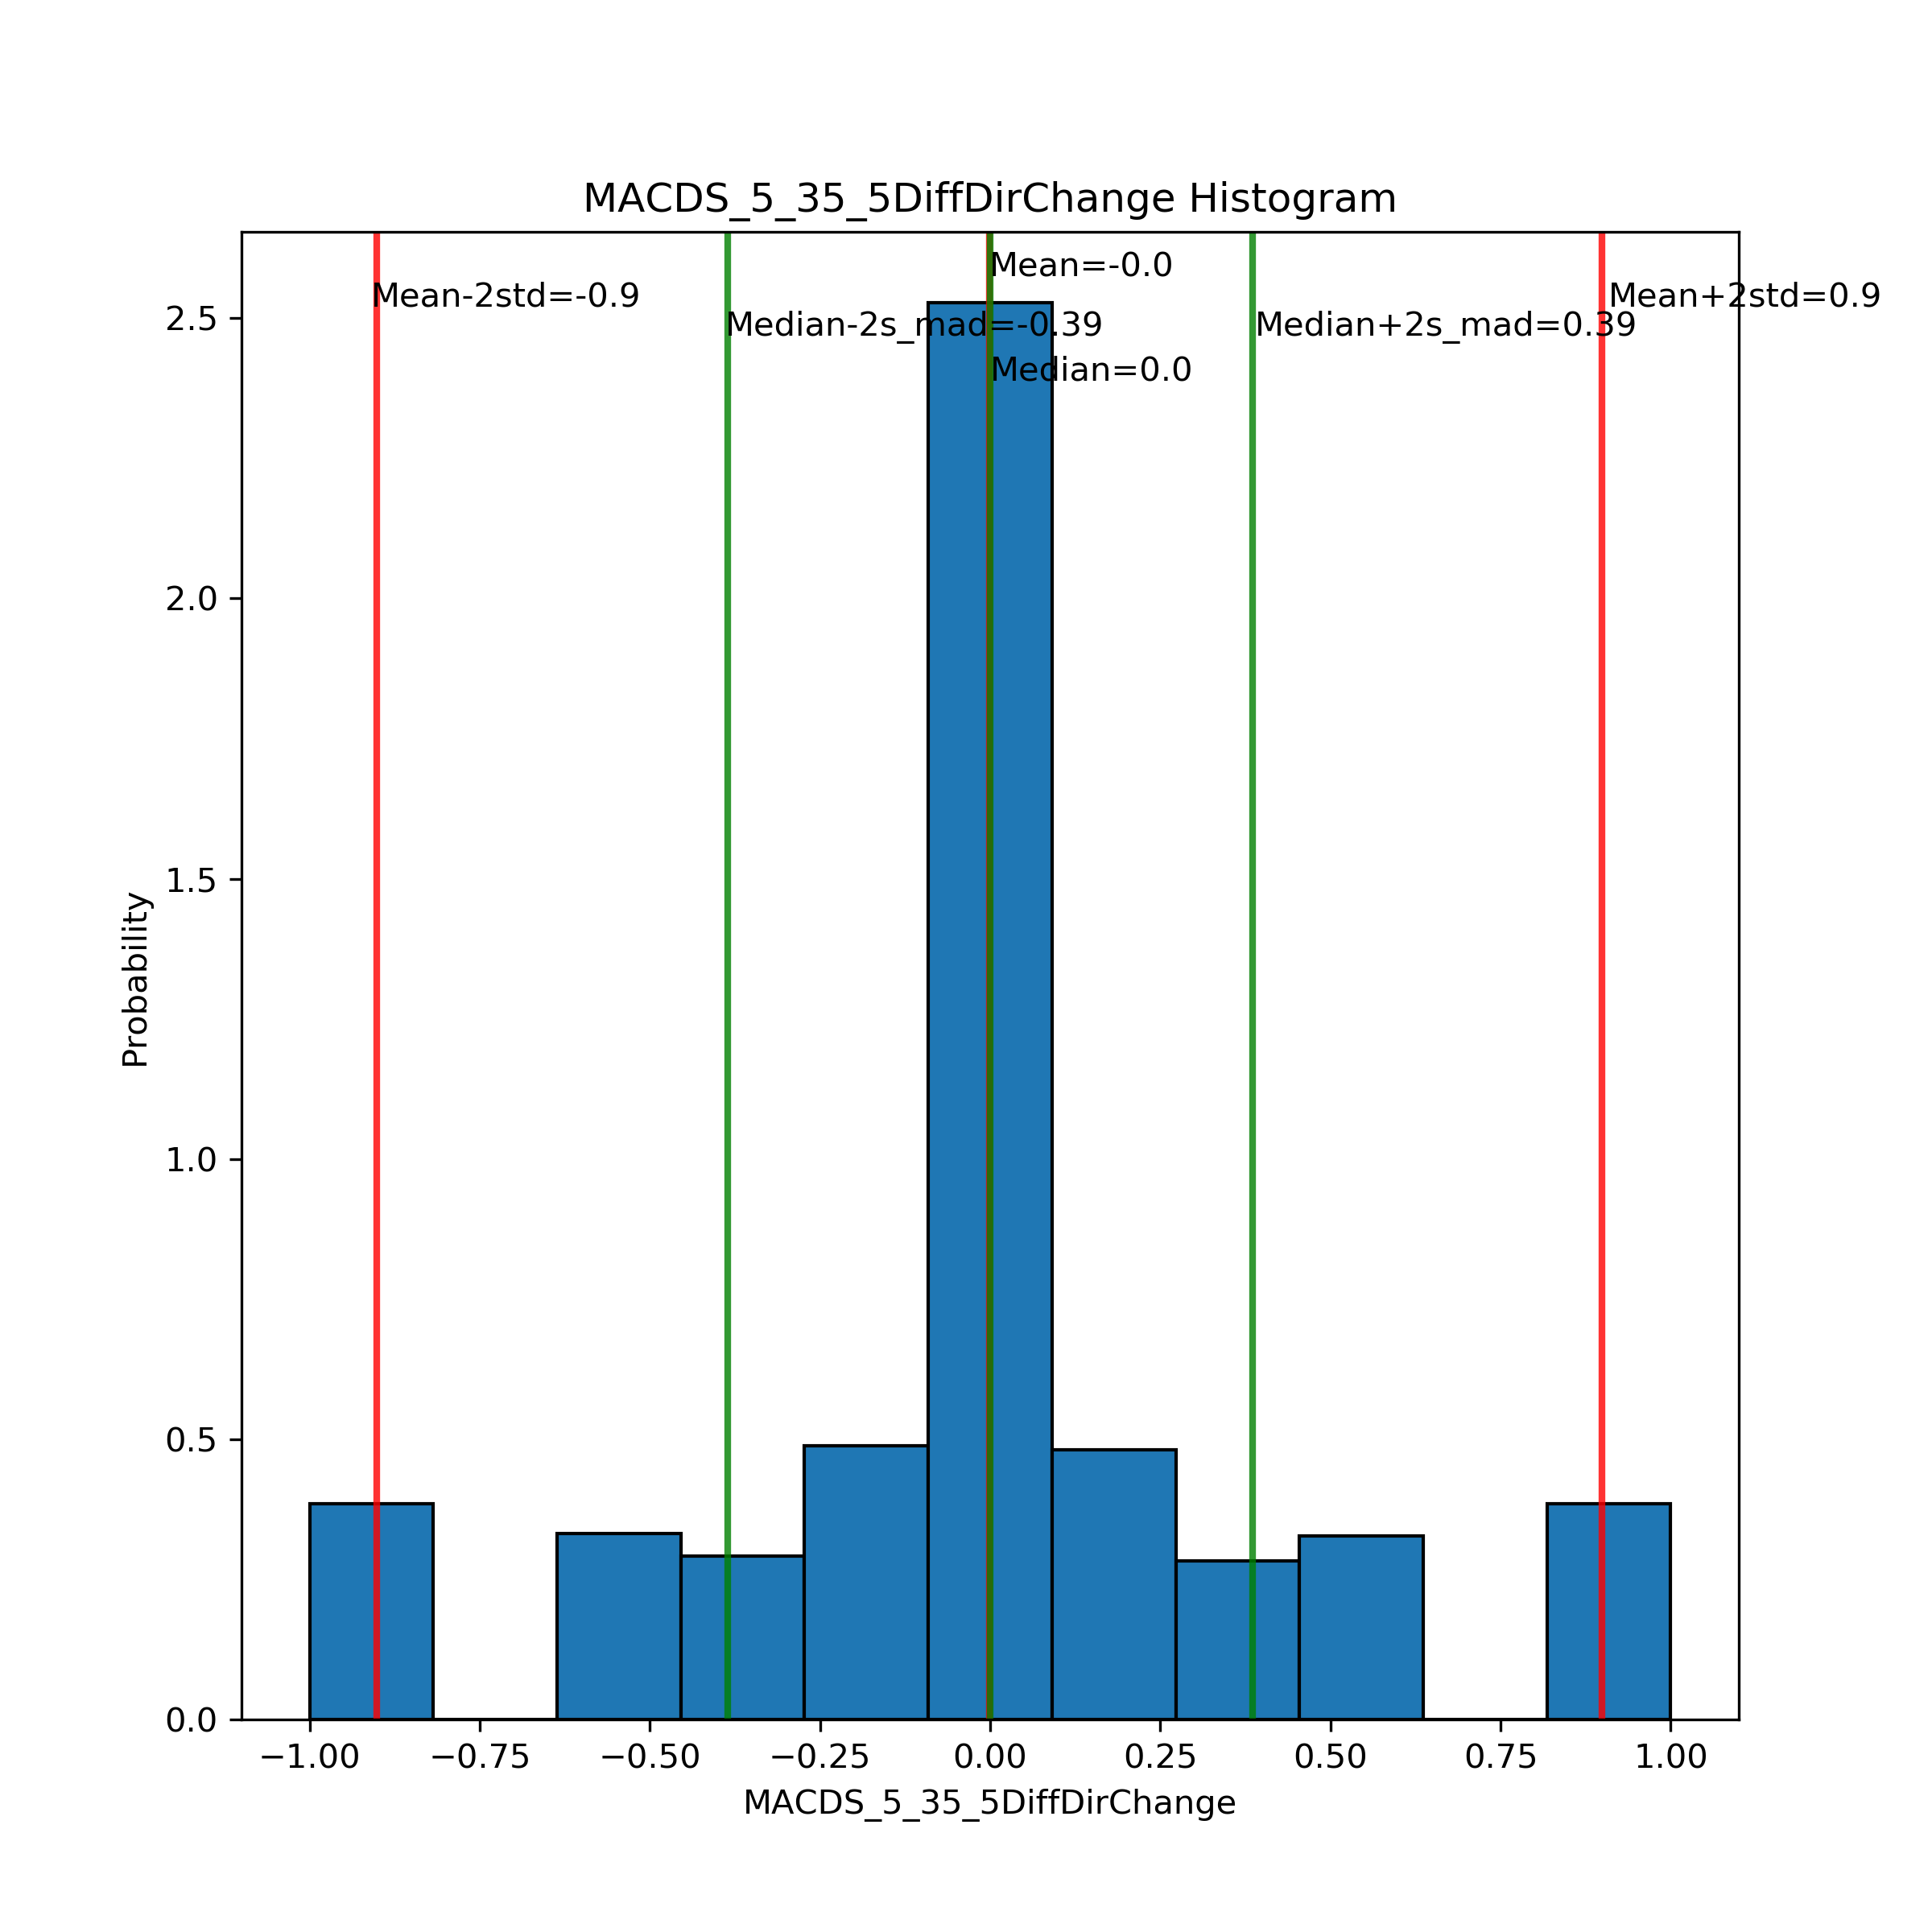 MACDS_5_35_5DiffDirChange Histogram
Mean=-0.0
Mean-2std=-0.9
Mean+2std=0.9
Median-2s_mad=-0.39
Median+2s_mad=0.39
Median=0.0
2.5
2.0
1.5
1.0
0.5
0.0
Probability
−1.00 −0.75 −0.50 −0.25 0.00 0.25 0.50 0.75 1.00
MACDS_5_35_5DiffDirChange